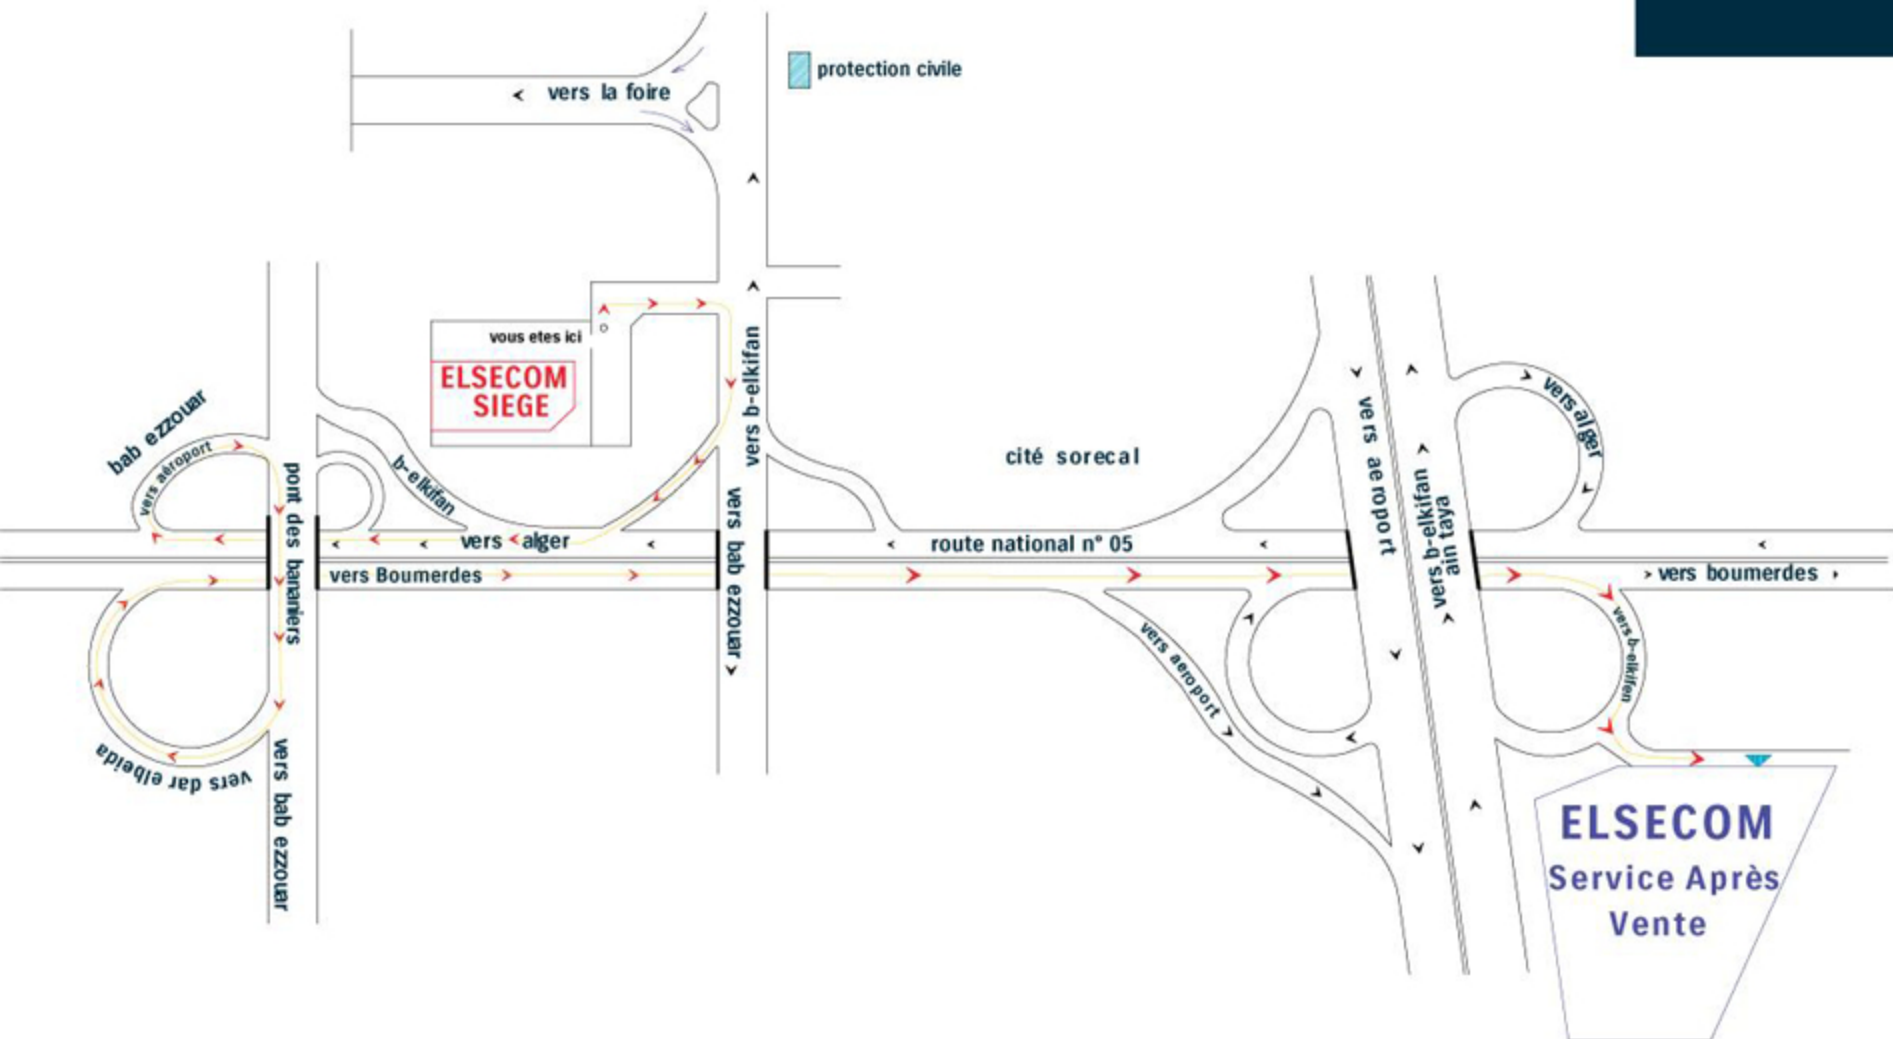 protection civile
vers la foire
vous etes ici
ELSECOM
SIEGE
vers b-elkifan
bab ezzouar
vers aéroport
pont des bananiers
b-elkifan
cité sorecal
vers aeroport
vers b-elkifan
ain taya
vers alger
vers alger
route national n° 05
vers Boumerdes
vers boumerdes
vers bab ezzouar
vers aeroport
vers b-elkifen
vers dar elbeida
vers bab ezzouar
ELSECOM
Service Après
Vente